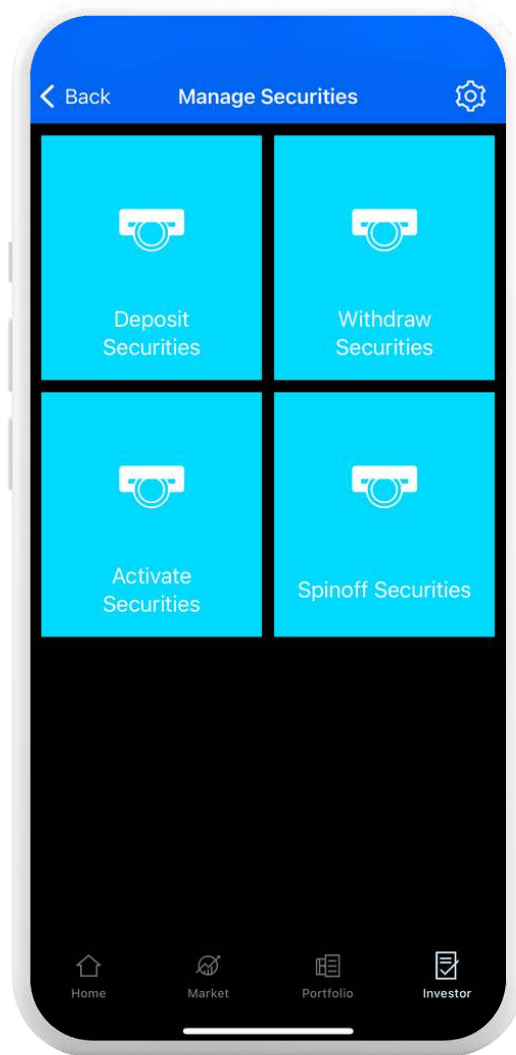 Back
Manage Securities
Deposit
Securities
Withdraw
Securities
Activate
Securities
Spinoff Securities
Home
Market
Portfolio
Investor